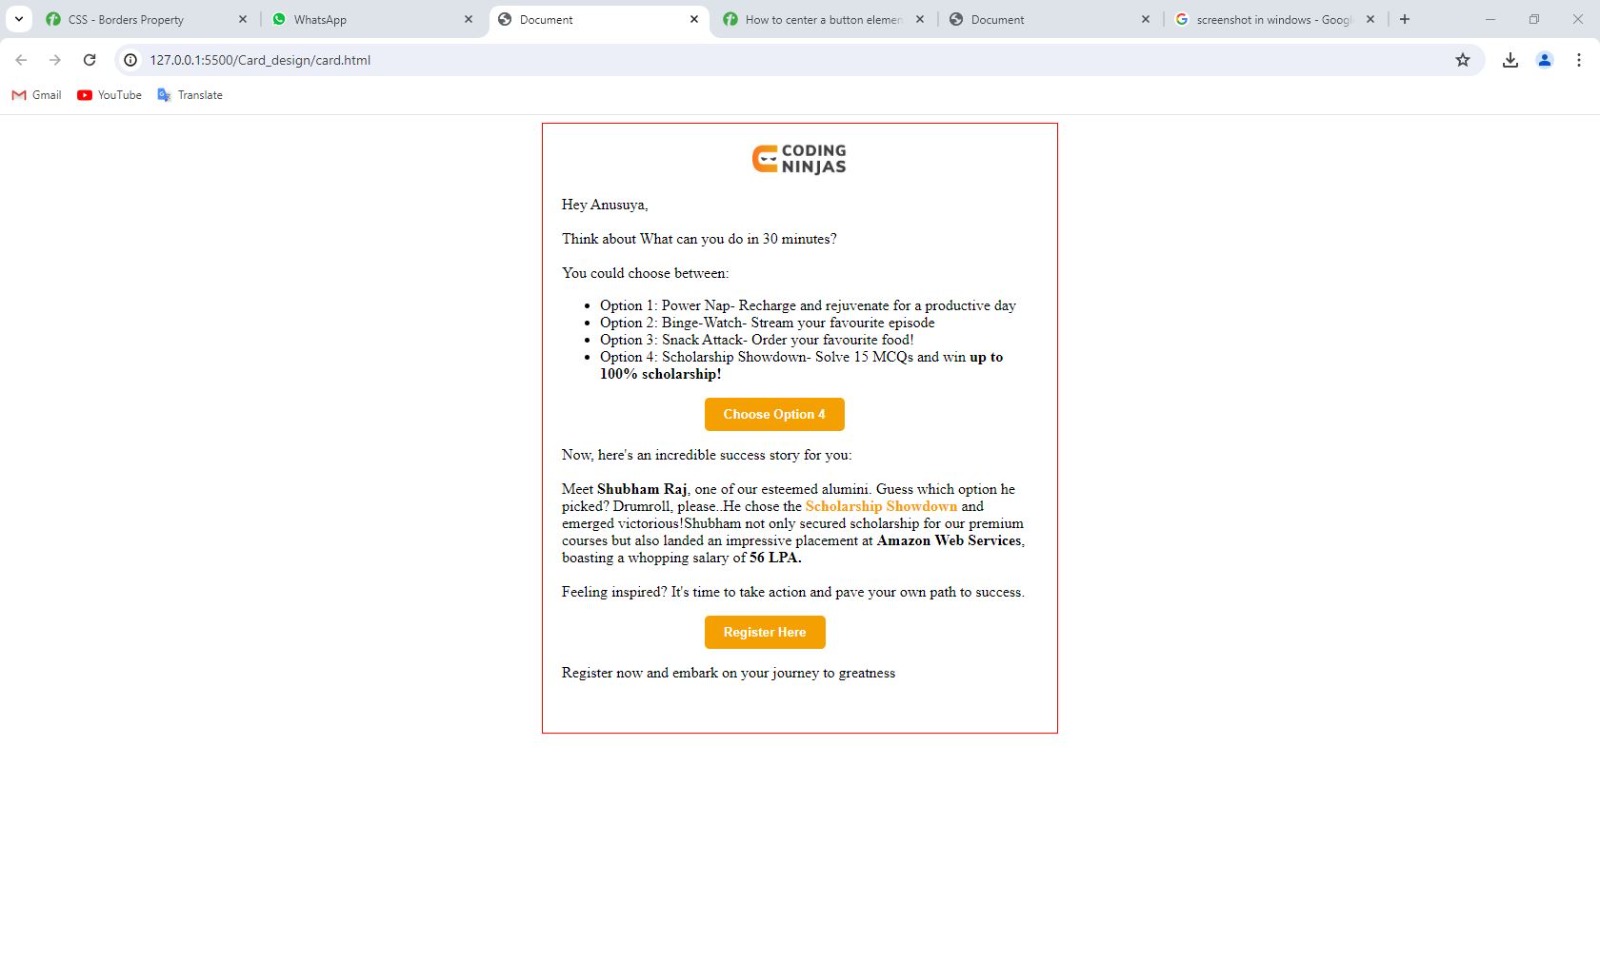 CSS - Borders Property
WhatsApp
Document
How to center a button elemen
Document
screenshot in windows - Goog
127.0.0.1:5500/Card_design/card.html
Gmail
YouTube
Translate
CODING
NINJAS
Hey Anusuya,
Think about What can you do in 30 minutes?
You could choose between:
• Option 1: Power Nap- Recharge and rejuvenate for a productive day
• Option 2: Binge-Watch- Stream your favourite episode
• Option 3: Snack Attack- Order your favourite food!
• Option 4: Scholarship Showdown- Solve 15 MCQs and win up to
100% scholarship!
Choose Option 4
Now, here's an incredible success story for you:
Meet Shubham Raj, one of our esteemed alumini. Guess which option he
picked? Drumroll, please..He chose the Scholarship Showdown and
emerged victorious!Shubham not only secured scholarship for our premium
courses but also landed an impressive placement at Amazon Web Services,
boasting a whopping salary of 56 LPA.
Feeling inspired? It's time to take action and pave your own path to success.
Register Here
Register now and embark on your journey to greatness